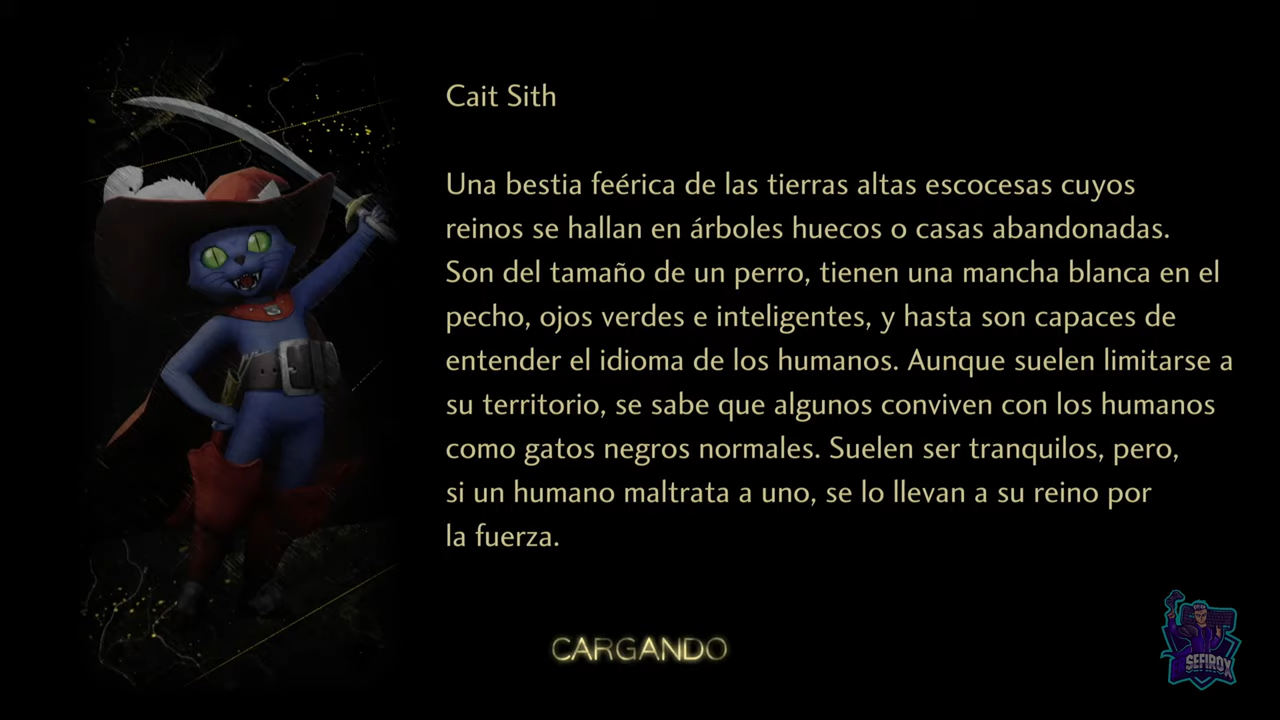 Cait Sith
Una bestia feérica de las tierras altas escocesas cuyos
reinos se hallan en árboles huecos o casas abandonadas.
Son del tamaño de un perro, tienen una mancha blanca en el
pecho, ojos verdes e inteligentes, y hasta son capaces de
entender el idioma de los humanos. Aunque suelen limitarse a
su territorio, se sabe que algunos conviven con los humanos
como gatos negros normales. Suelen ser tranquilos, pero,
si un humano maltrata a uno, se lo llevan a su reino por
la fuerza.
CARGANDO
SEFIROX